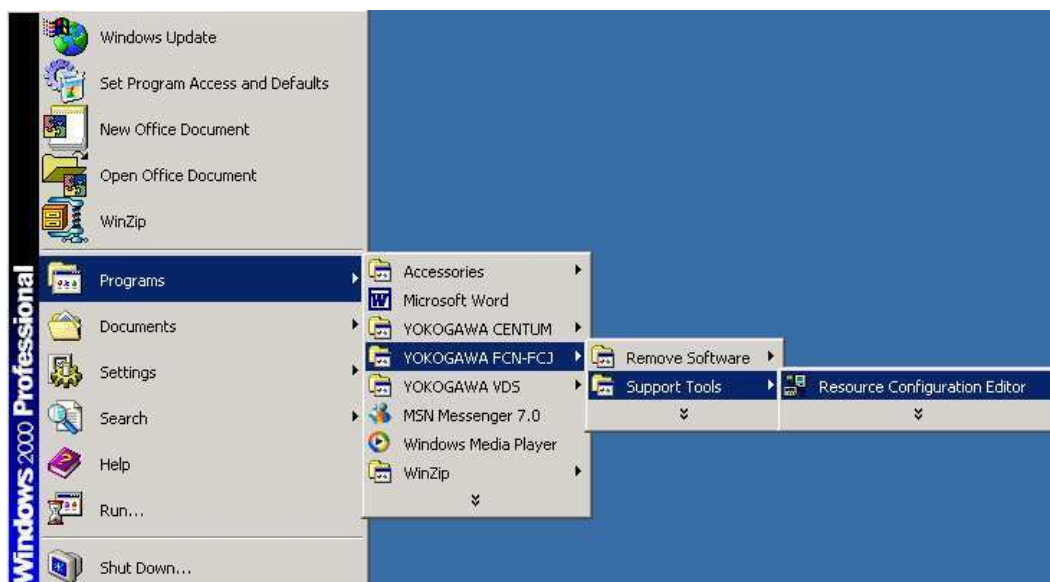 Windows 2000 Professional
Windows Update
Set Program Access and Defaults
New Office Document
Open Office Document
WinZip
Programs
Documents
Settings
Search
Help
Run...
Shut Down...
Accessories
Microsoft Word
YOKOGAWA CENTUM
YOKOGAWA FCN-FCJ
YOKOGAWA VDS
MSN Messenger 7.0
Windows Media Player
WinZip
Remove Software
Support Tools
Resource Configuration Editor